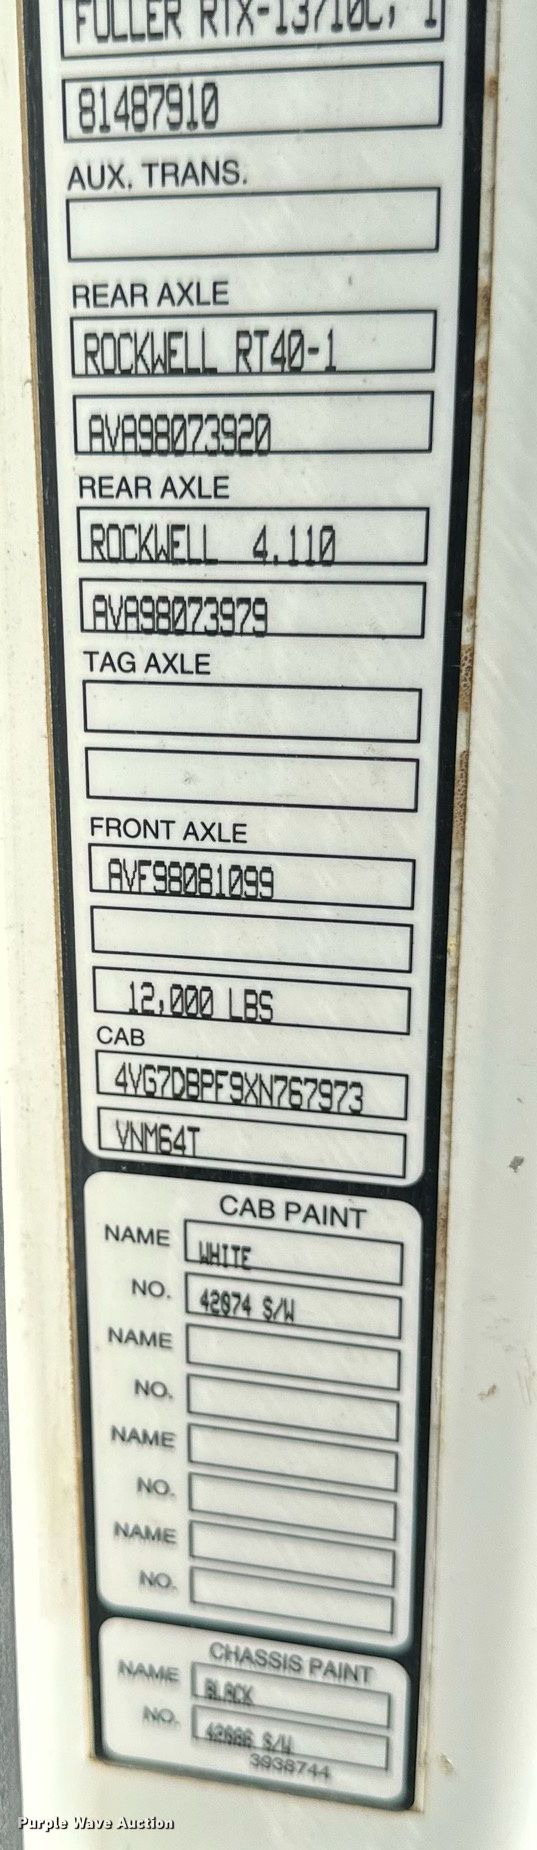 FULLER RTX-13710C, 1
81487910
AUX. TRANS.
REAR AXLE
ROCKWELL RT40-1
AVA98073920
REAR AXLE
ROCKWELL 4.110
AVA98073979
TAG AXLE
FRONT AXLE
AVF98081099
12,000 LBS
CAB
4VG7DBPF9XN767973
VNM64T
CAB PAINT
NAME WHITE
NO. 42874 S/W
NAME
NO.
NAME
NO.
NAME
NO.
CHASSIS PAINT
NAME BLACK
NO. S/W
3938744
Purple Wave Auction